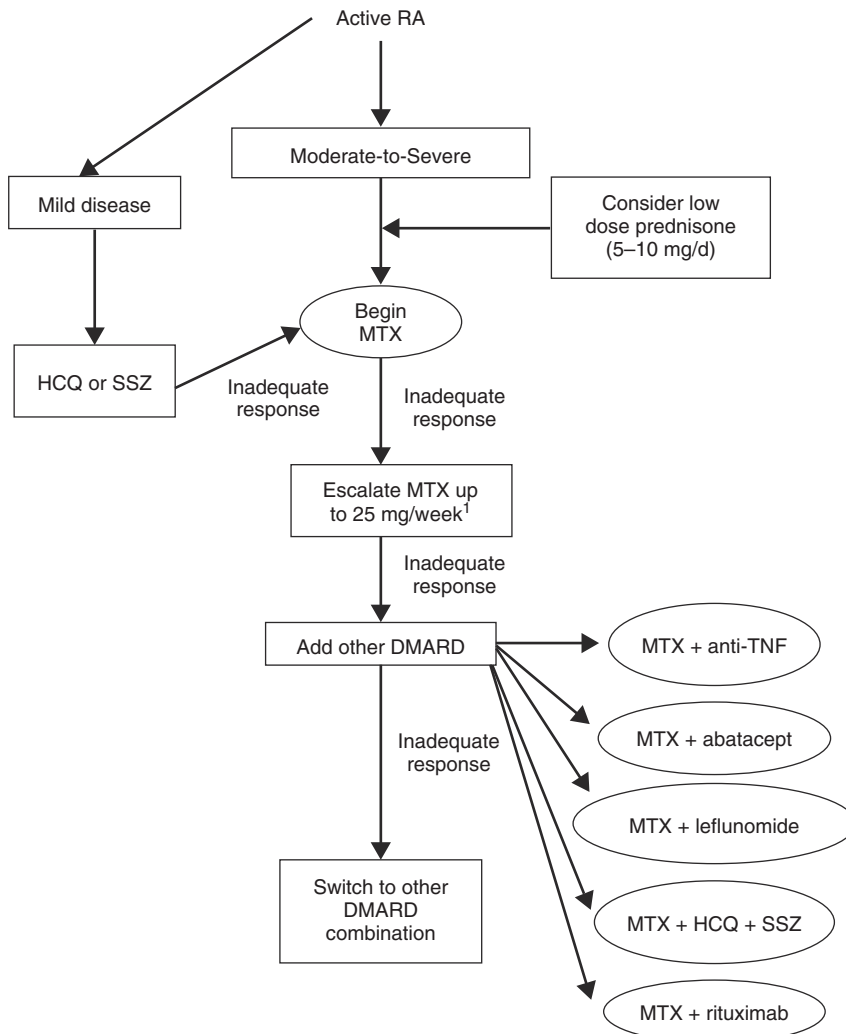 Active RA
Moderate-to-Severe
Mild disease
Consider low
dose prednisone
(5–10 mg/d)
Begin
MTX
HCQ or SSZ
Inadequate
response
Inadequate
response
Escalate MTX up
to 25 mg/week¹
Inadequate
response
Add other DMARD
MTX + anti-TNF
MTX + abatacept
Inadequate
response
MTX + leflunomide
Switch to other
DMARD
combination
MTX + HCQ + SSZ
MTX + rituximab